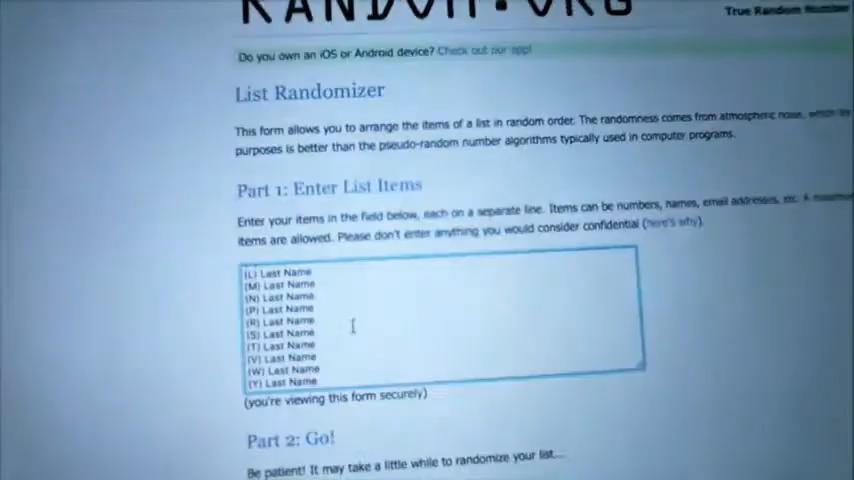 RANDOM.ORG
True Random Number
Do you own an iOS or Android device? Check out our app!
List Randomizer
This form allows you to arrange the items of a list in random order. The randomness comes from atmospheric noise, which
purposes is better than the pseudo-random number algorithms typically used in computer programs.
Part 1: Enter List Items
Enter your items in the field below, each on a separate line. Items can be numbers, names, email addresses, etc. A maximum
items are allowed. Please don't enter anything you would consider confidential (here's why).
(L) Last Name
(M) Last Name
(N) Last Name
(P) Last Name
(R) Last Name
(S) Last Name
(T) Last Name
(V) Last Name
(W) Last Name
(Y) Last Name
(you're viewing this form securely)
Part 2: Go!
Be patient! It may take a little while to randomize your list...